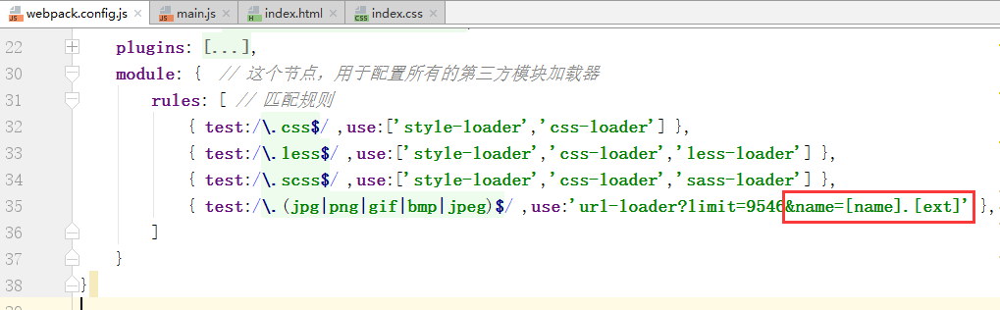 webpack.config.js × main.js × index.html × index.css ×
22 plugins: [...],
30 module: { // 这个节点，用于配置所有的第三方模块加载器
31 rules: [ // 匹配规则
32 { test:/\.css$/ ,use:['style-loader','css-loader'] },
33 { test:/\.less$/ ,use:['style-loader','css-loader','less-loader'] },
34 { test:/\.scss$/ ,use:['style-loader','css-loader','sass-loader'] },
35 { test:/\.(jpg|png|gif|bmp|jpeg)$/ ,use:'url-loader?limit=9546&name=[name].[ext]' },
36 ]
37 }
38 }